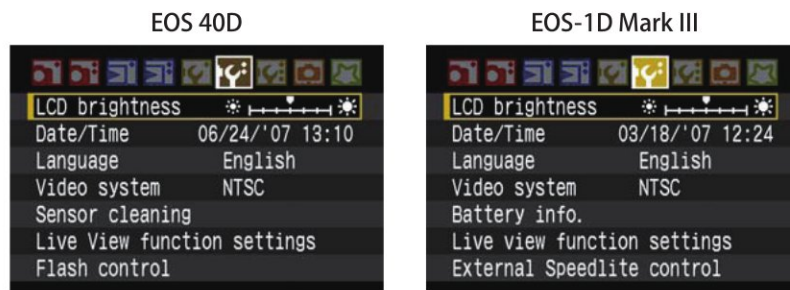 EOS 40D
LCD brightness
Date/Time 06/24/'07 13:10
Language English
Video system NTSC
Sensor cleaning
Live View function settings
Flash control
EOS-1D Mark III
LCD brightness
Date/Time 03/18/'07 12:24
Language English
Video system NTSC
Battery info.
Live view function settings
External Speedlite control